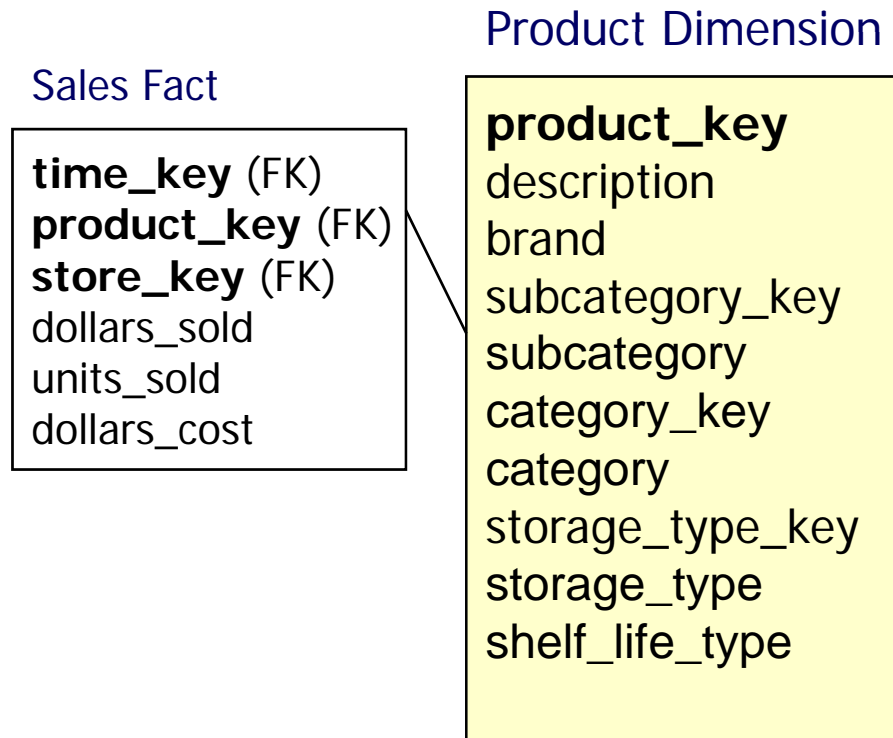 Product Dimension
Sales Fact
time_key (FK)
product_key (FK)
store_key (FK)
dollars_sold
units_sold
dollars_cost
product_key
description
brand
subcategory_key
subcategory
category_key
category
storage_type_key
storage_type
shelf_life_type